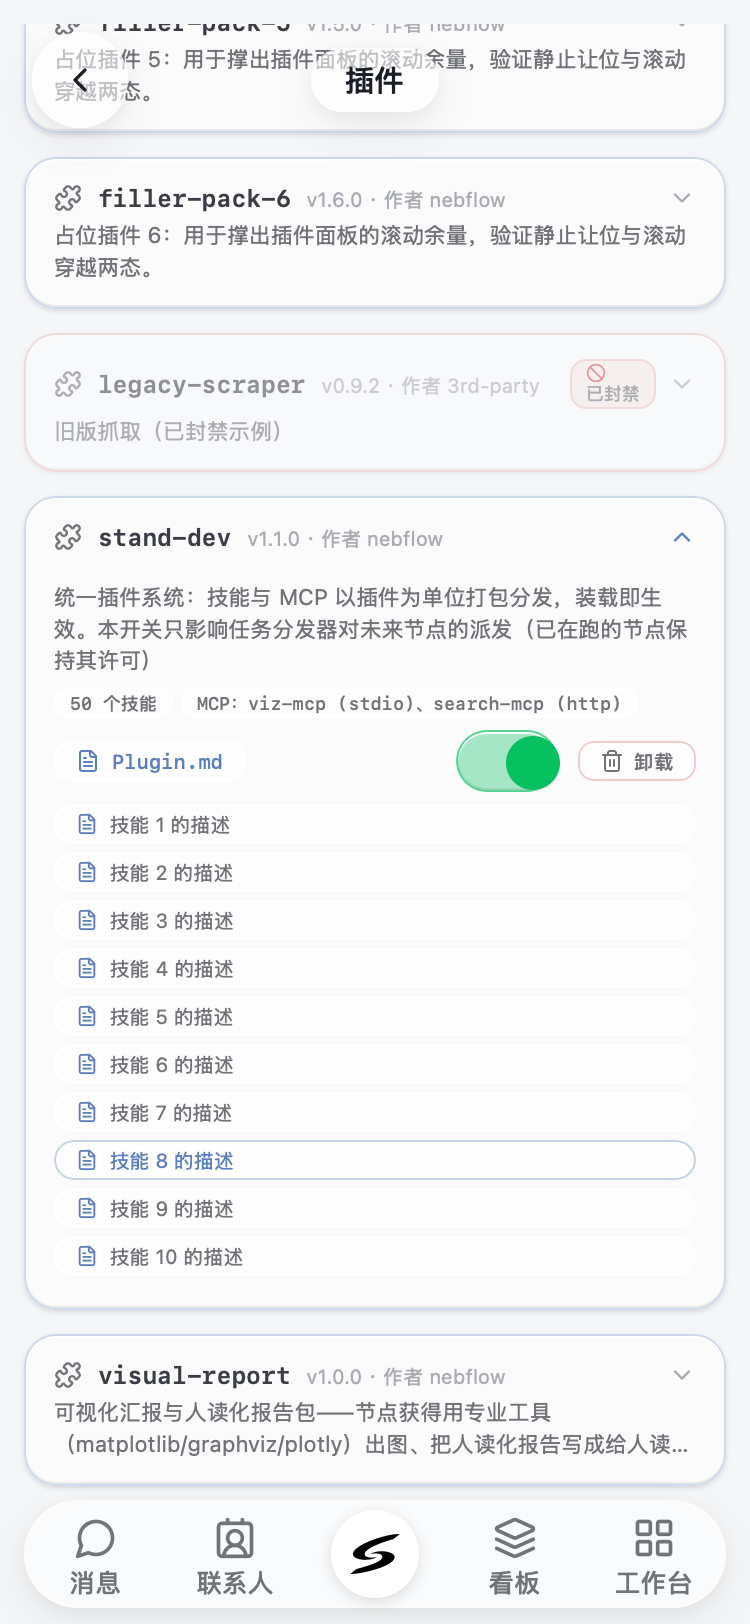 filler-pack-5 v1.5.0 · 作者 nebflow
占位插件 5：用于撑出插件面板的滚动余量，验证静止让位与滚动
穿越两态。
插件
filler-pack-6 v1.6.0 · 作者 nebflow
占位插件 6：用于撑出插件面板的滚动余量，验证静止让位与滚动
穿越两态。
legacy-scraper v0.9.2 · 作者 3rd-party
已封禁
旧版抓取（已封禁示例）
stand-dev v1.1.0 · 作者 nebflow
统一插件系统：技能与 MCP 以插件为单位打包分发，装载即生
效。本开关只影响任务分发器对未来节点的派发（已在跑的节点保
持其许可）
50 个技能 MCP：viz-mcp (stdio)、search-mcp (http)
Plugin.md 卸载
技能 1 的描述
技能 2 的描述
技能 3 的描述
技能 4 的描述
技能 5 的描述
技能 6 的描述
技能 7 的描述
技能 8 的描述
技能 9 的描述
技能 10 的描述
visual-report v1.0.0 · 作者 nebflow
可视化汇报与人读化报告包——节点获得用专业工具
（matplotlib/graphviz/plotly）出图、把人读化报告写成给人读...
消息 联系人 看板 工作台